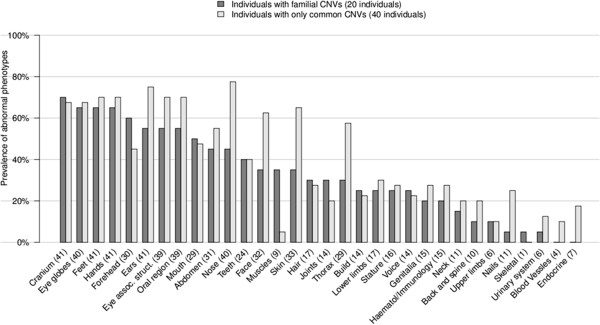 Individuals with familial CNVs (20 individuals)
Individuals with only common CNVs (40 individuals)
Prevalence of abnormal phenotypes
100%
80%
60%
40%
20%
0%
Cranium (41)
Eye globes (40)
Feet (41)
Hands (41)
Forehead (30)
Ears (41)
Eye assoc. struct. (39)
Oral region (39)
Mouth (29)
Abdomen (31)
Nose (40)
Teeth (24)
Face (32)
Muscles (9)
Skin (33)
Hair (17)
Joints (14)
Thorax (29)
Build (14)
Lower limbs (17)
Stature (16)
Voice (14)
Genitalia (15)
Haemato/Immunology (15)
Neck (11)
Back and spine (10)
Upper limbs (6)
Nails (11)
Skeletal (1)
Urinary system (6)
Blood Vessles (4)
Endocrine (7)